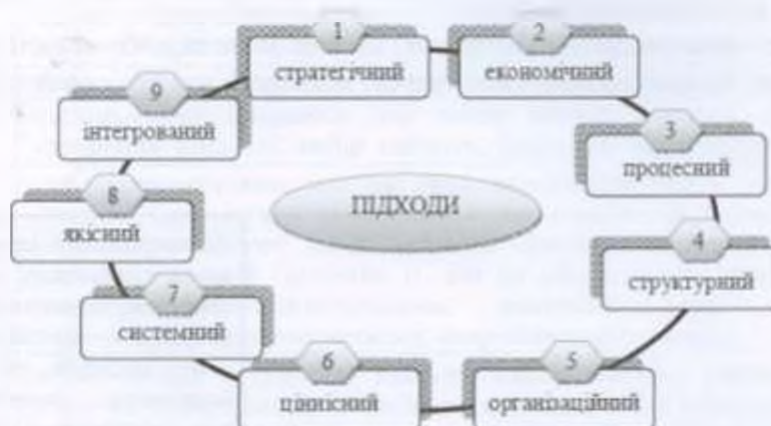 ПІДХОДИ
1
стратегічний
2
економічний
3
процесний
4
структурний
5
організаційний
6
ціннісний
7
системний
8
якісний
9
інтегрований